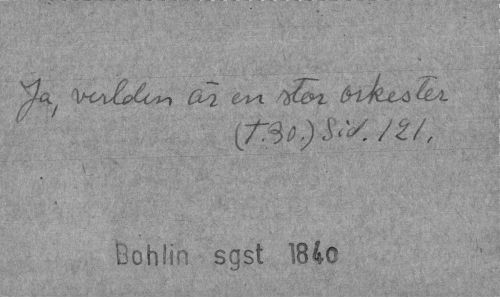 Ja, verlden är en stor orkester
(T.30.) Sid. 121.
Bohlin sgst 1840